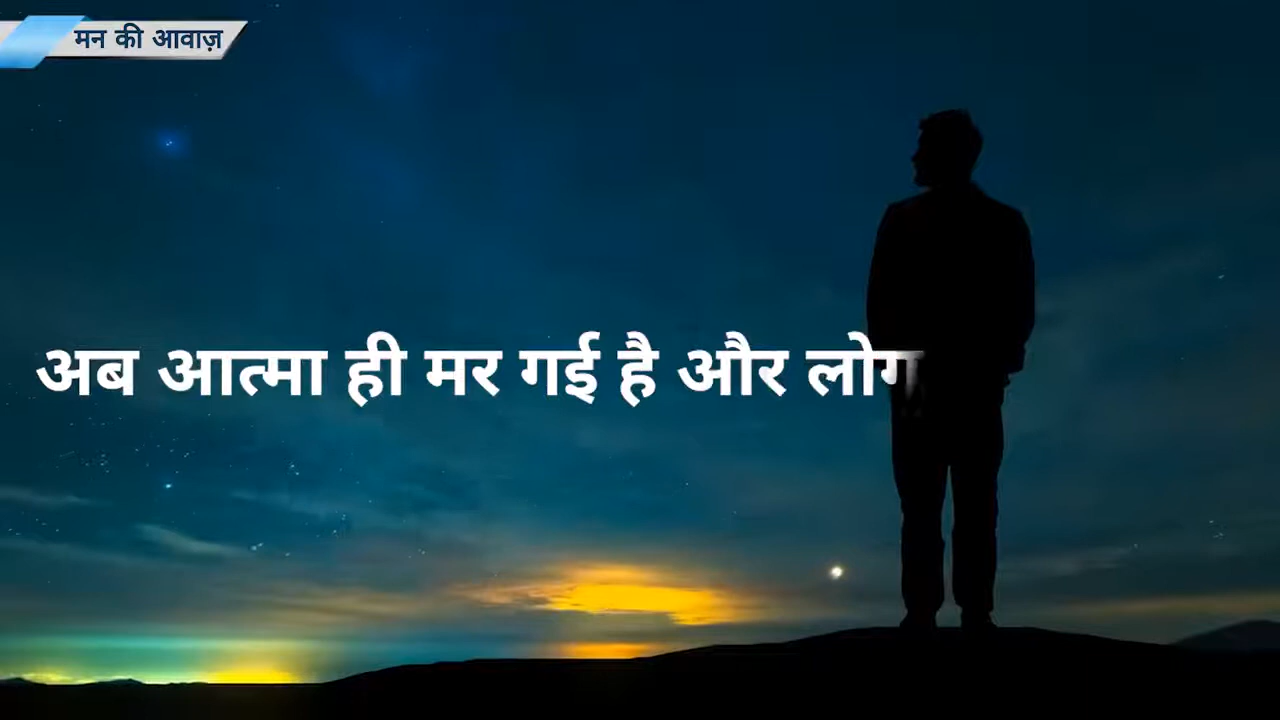 मन की आवाज़
अब आत्मा ही मर गई है और लोग